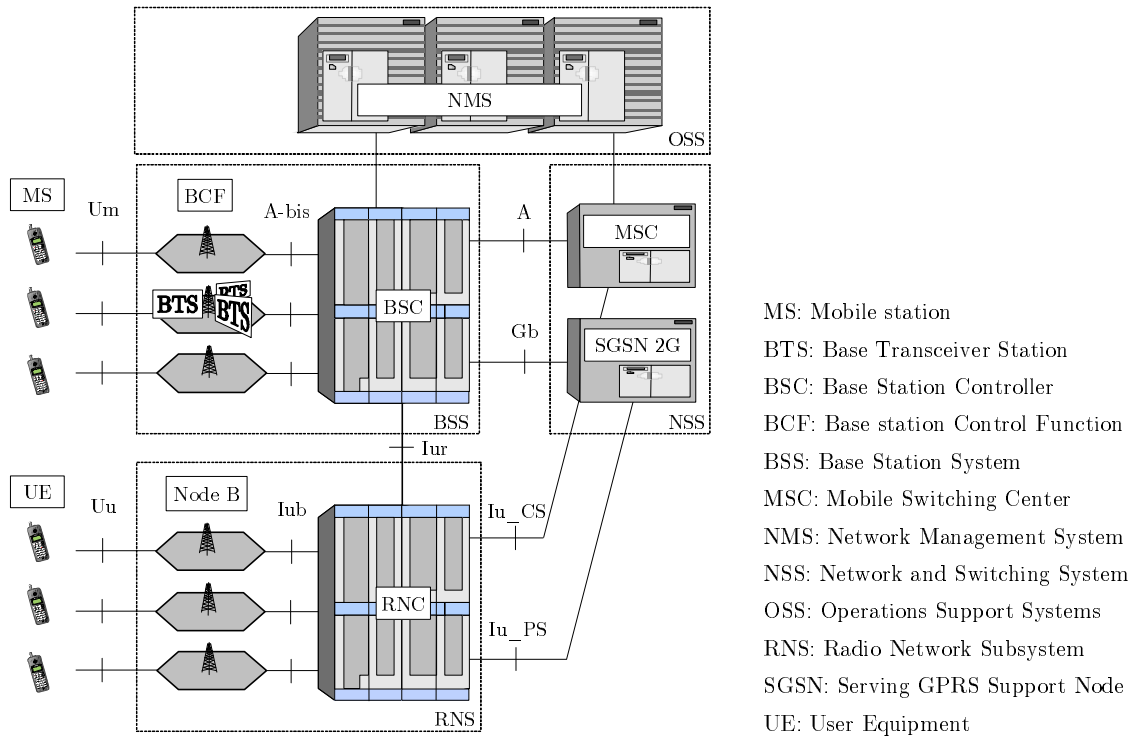 NMS
OSS
MS
Um
BCF
A-bis
A
MSC
BTS
BTS
BTS
BSC
Gb
SGSN 2G
BSS
NSS
Iur
UE
Uu
Node B
Iub
Iu_CS
RNC
Iu_PS
RNS
MS: Mobile station
BTS: Base Transceiver Station
BSC: Base Station Controller
BCF: Base station Control Function
BSS: Base Station System
MSC: Mobile Switching Center
NMS: Network Management System
NSS: Network and Switching System
OSS: Operations Support Systems
RNS: Radio Network Subsystem
SGSN: Serving GPRS Support Node
UE: User Equipment